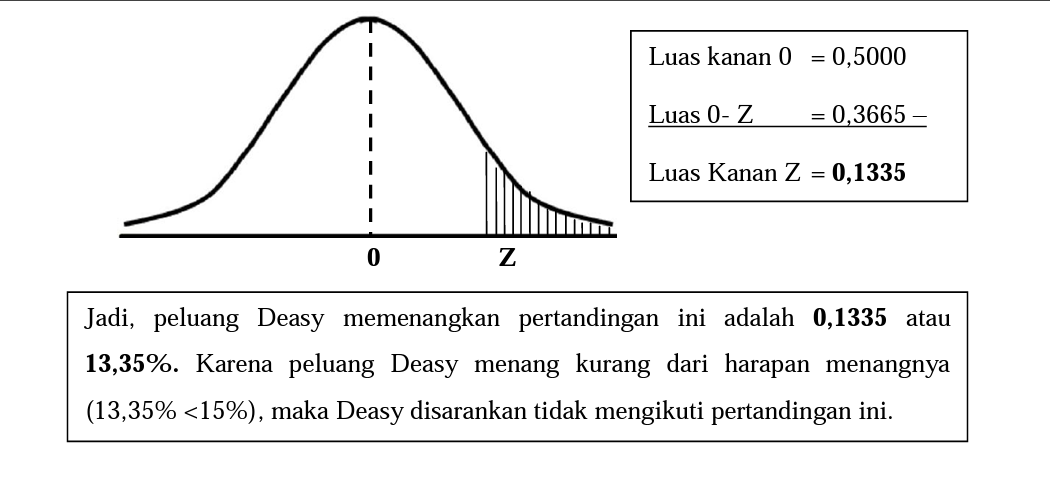 Luas kanan 0 = 0,5000
Luas 0- Z = 0,3665 –
Luas Kanan Z = 0,1335
0 Z
Jadi, peluang Deasy memenangkan pertandingan ini adalah 0,1335 atau
13,35%. Karena peluang Deasy menang kurang dari harapan menangnya
(13,35% <15%), maka Deasy disarankan tidak mengikuti pertandingan ini.